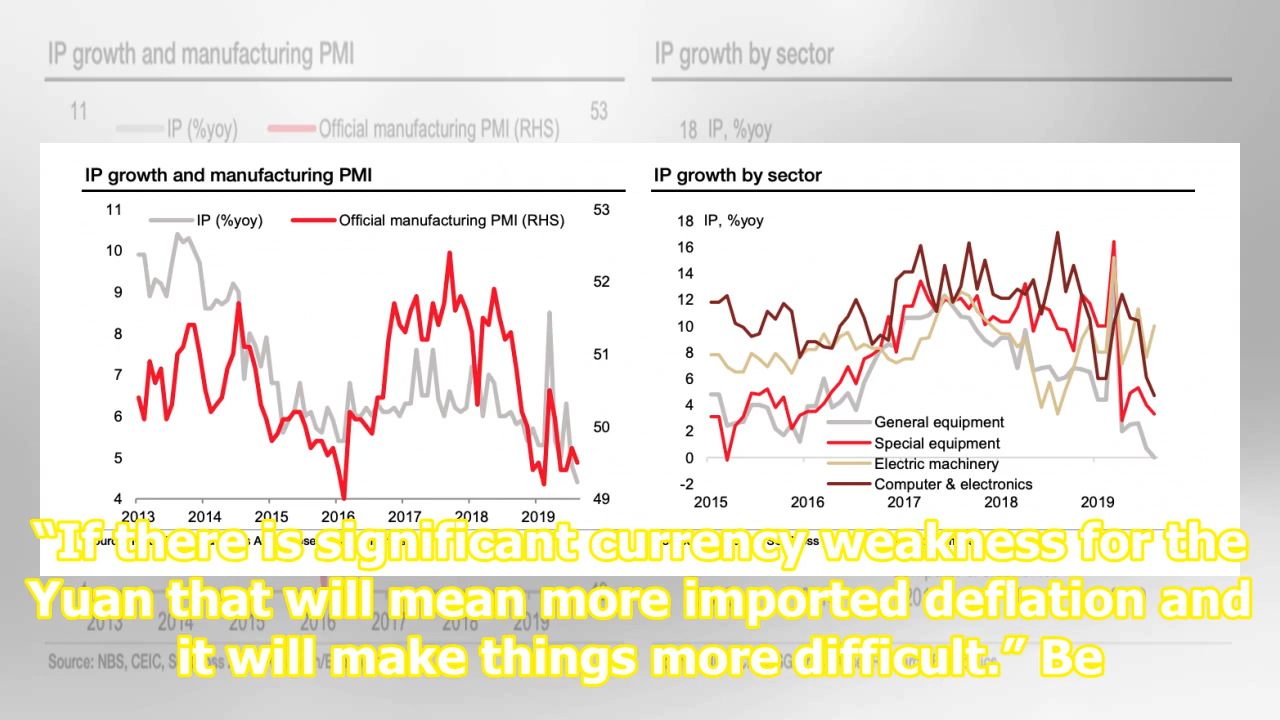 IP growth and manufacturing PMI
IP growth by sector
11
53
IP (%yoy)
Official manufacturing PMI (RHS)
18 IP, %yoy
IP growth and manufacturing PMI
11
IP (%yoy)
Official manufacturing PMI (RHS)
53
10
52
9
8
51
7
6
50
5
4
49
2013
2014
2015
2016
2017
2018
2019
IP growth by sector
18 IP, %yoy
16
14
12
10
8
6
4
General equipment
2
Special equipment
0
Electric machinery
-2
Computer & electronics
2015
2016
2017
2018
2019
“If there is significant currency weakness for the
Yuan that will mean more imported deflation and
it will make things more difficult.” Be
2013
2014
2015
2016
2017
2018
2019
Source: NBS, CEIC,